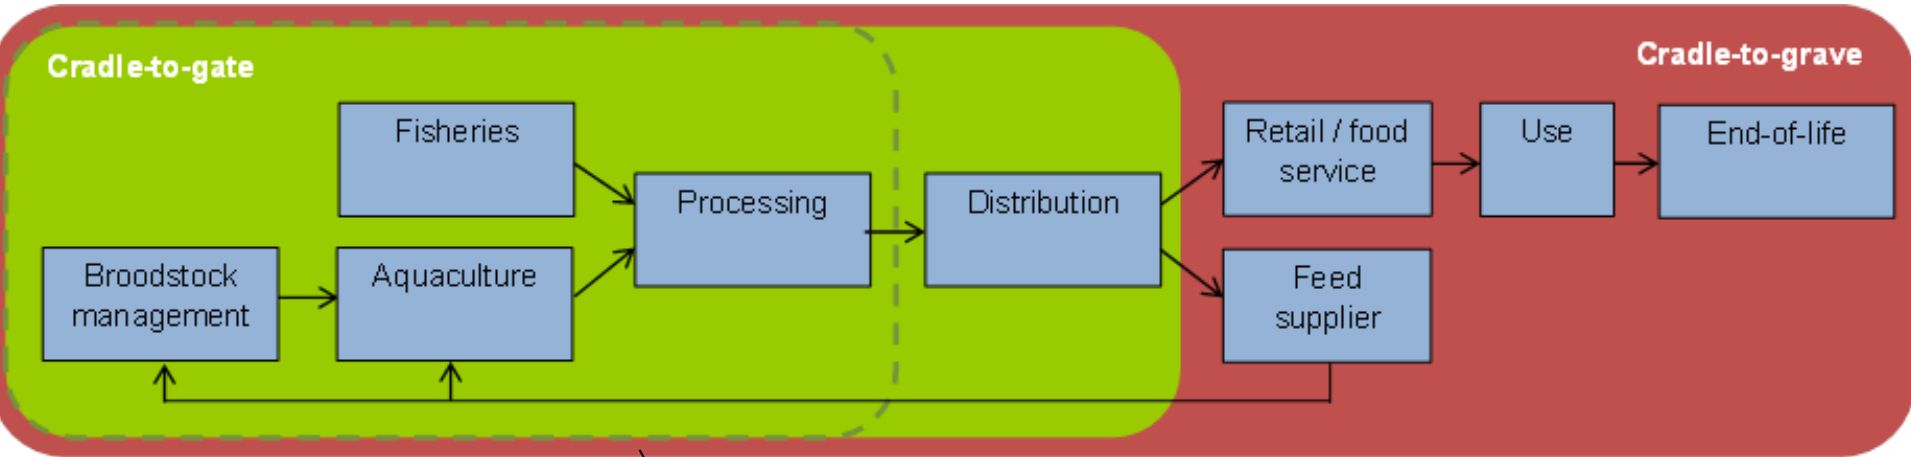 Cradle-to-gate
Cradle-to-grave
Fisheries
Processing
Distribution
Retail / food
service
Use
End-of-life
Broodstock
management
Aquaculture
Feed
supplier